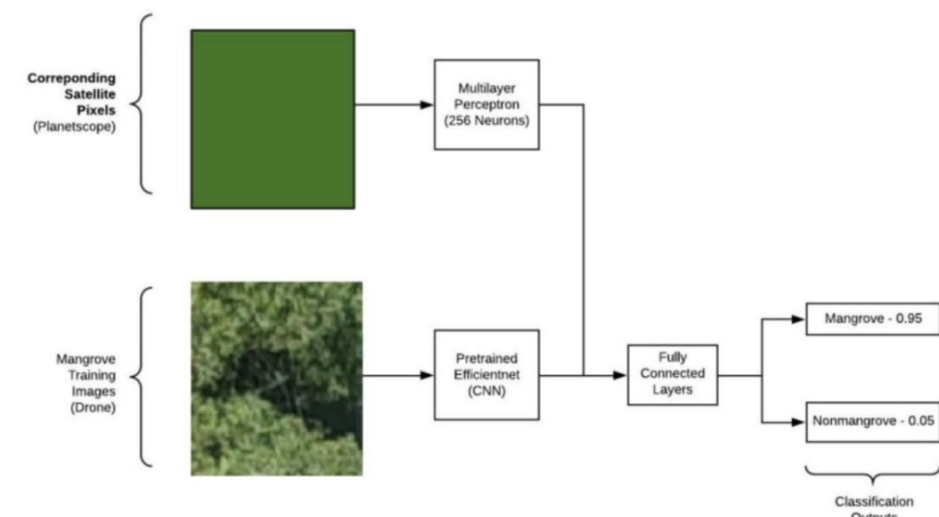 Correponding
Satellite
Pixels
(Planetscope)
Multilayer
Perceptron
(256 Neurons)
Mangrove
Training
Images
(Drone)
Pretrained
Efficientnet
(CNN)
Fully
Connected
Layers
Mangrove - 0.95
Nonmangrove - 0.05
Classification
Outputs